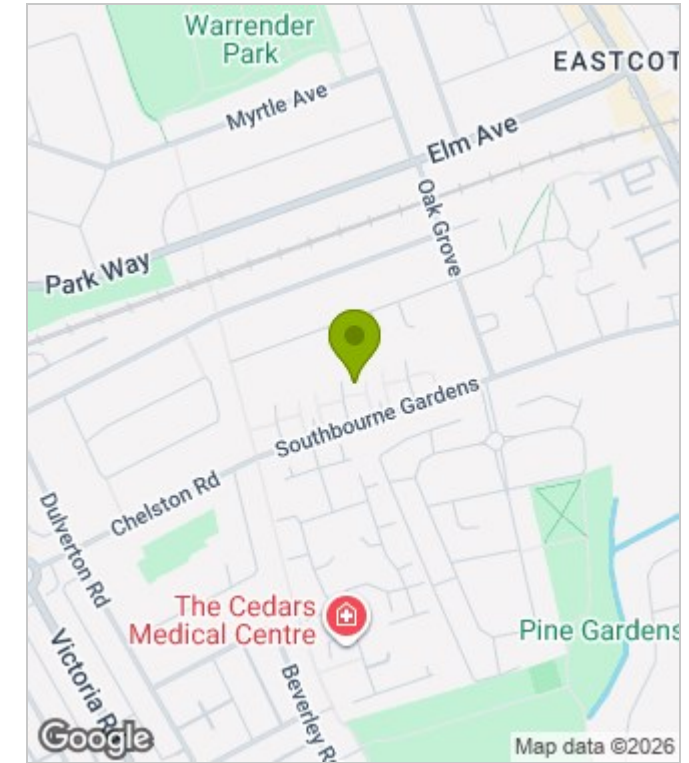 Warrender
Park
EASTCOT
Myrtle Ave
Elm Ave
Oak Grove
Park Way
Southbourne Gardens
Chelston Rd
Dulverton Rd
The Cedars
Medical Centre
Pine Gardens
Victoria Rd
Beverley R
Google
Map data ©2026